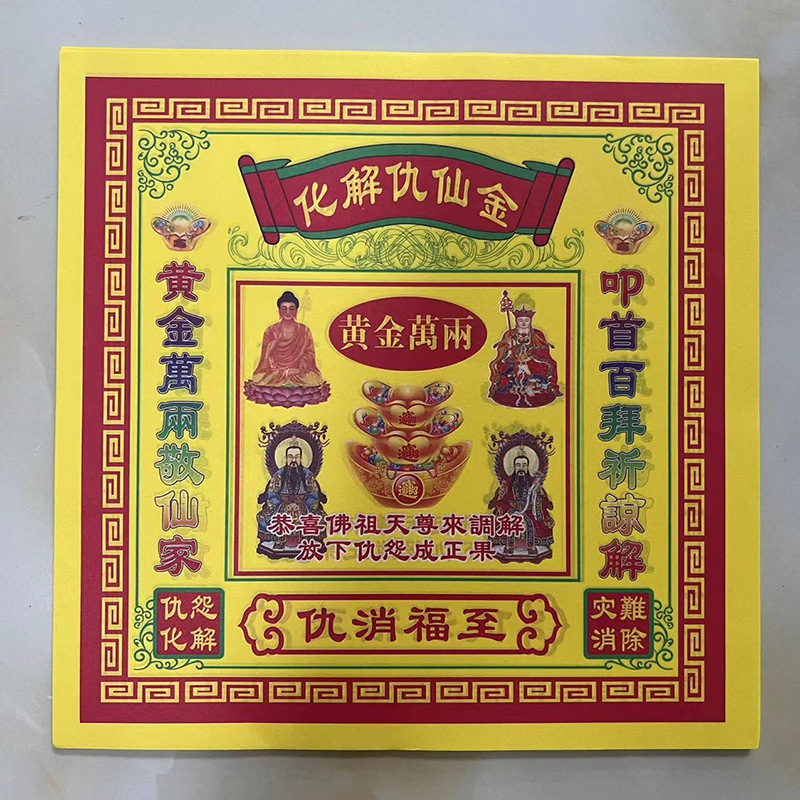 化解仇仙金
叩首百拜祈諒解
黄金萬兩敬仙家
黄金萬兩
恭喜佛祖天尊來調解
放下仇怨成正果
仇怨
化解
仇消福至
灾難
消除